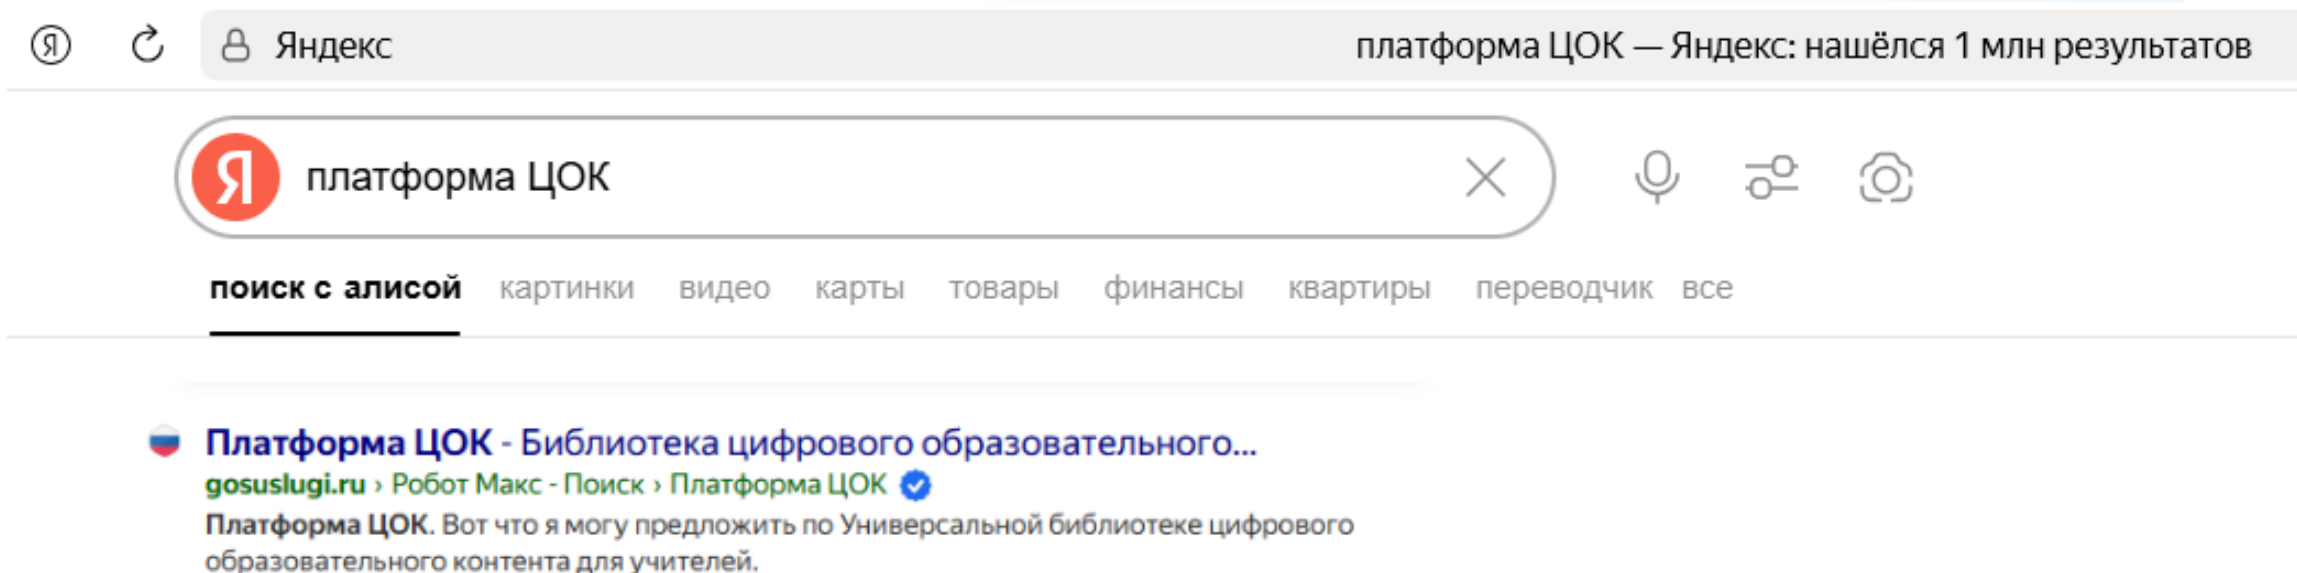 Яндекс платформа ЦОК — Яндекс: нашёлся 1 млн результатов
Я платформа ЦОК
поиск с алисой картинки видео карты товары финансы квартиры переводчик все
Платформа ЦОК - Библиотека цифрового образовательного...
gosuslugi.ru › Робот Макс - Поиск › Платформа ЦОК
Платформа ЦОК. Вот что я могу предложить по Универсальной библиотеке цифрового
образовательного контента для учителей.